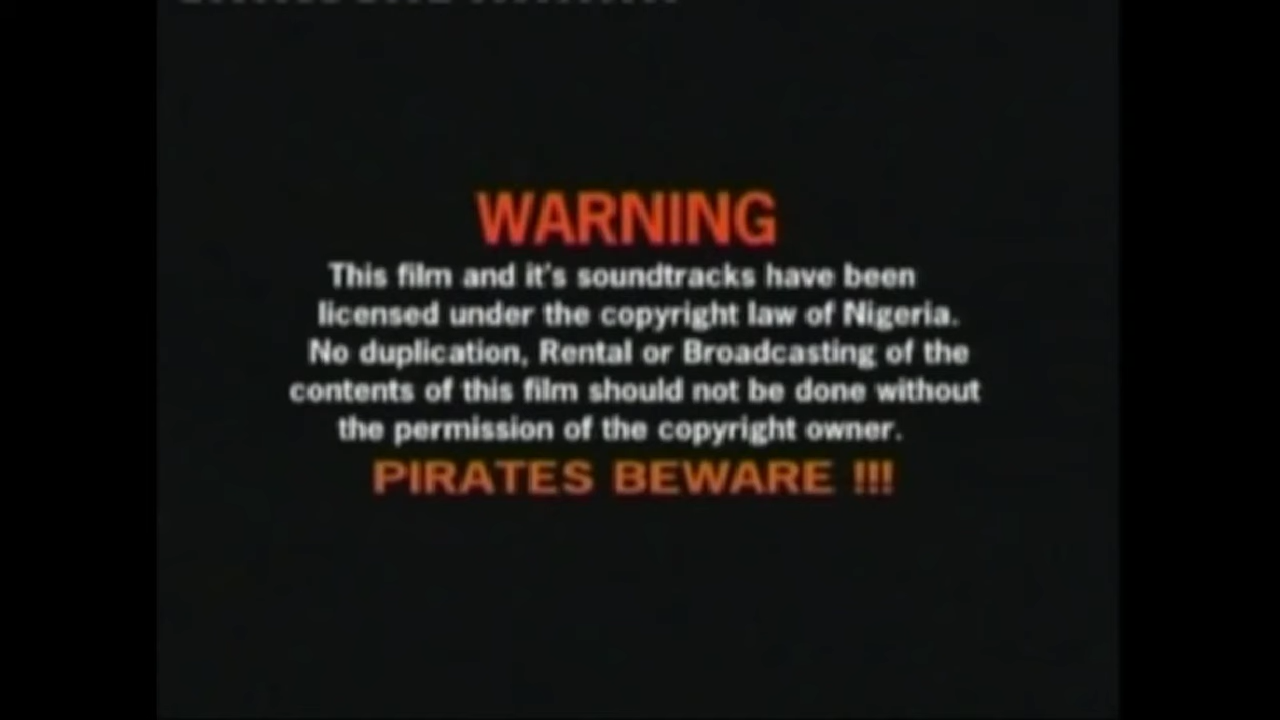 WARNING
This film and it's soundtracks have been
licensed under the copyright law of Nigeria.
No duplication, Rental or Broadcasting of the
contents of this film should not be done without
the permission of the copyright owner.
PIRATES BEWARE !!!